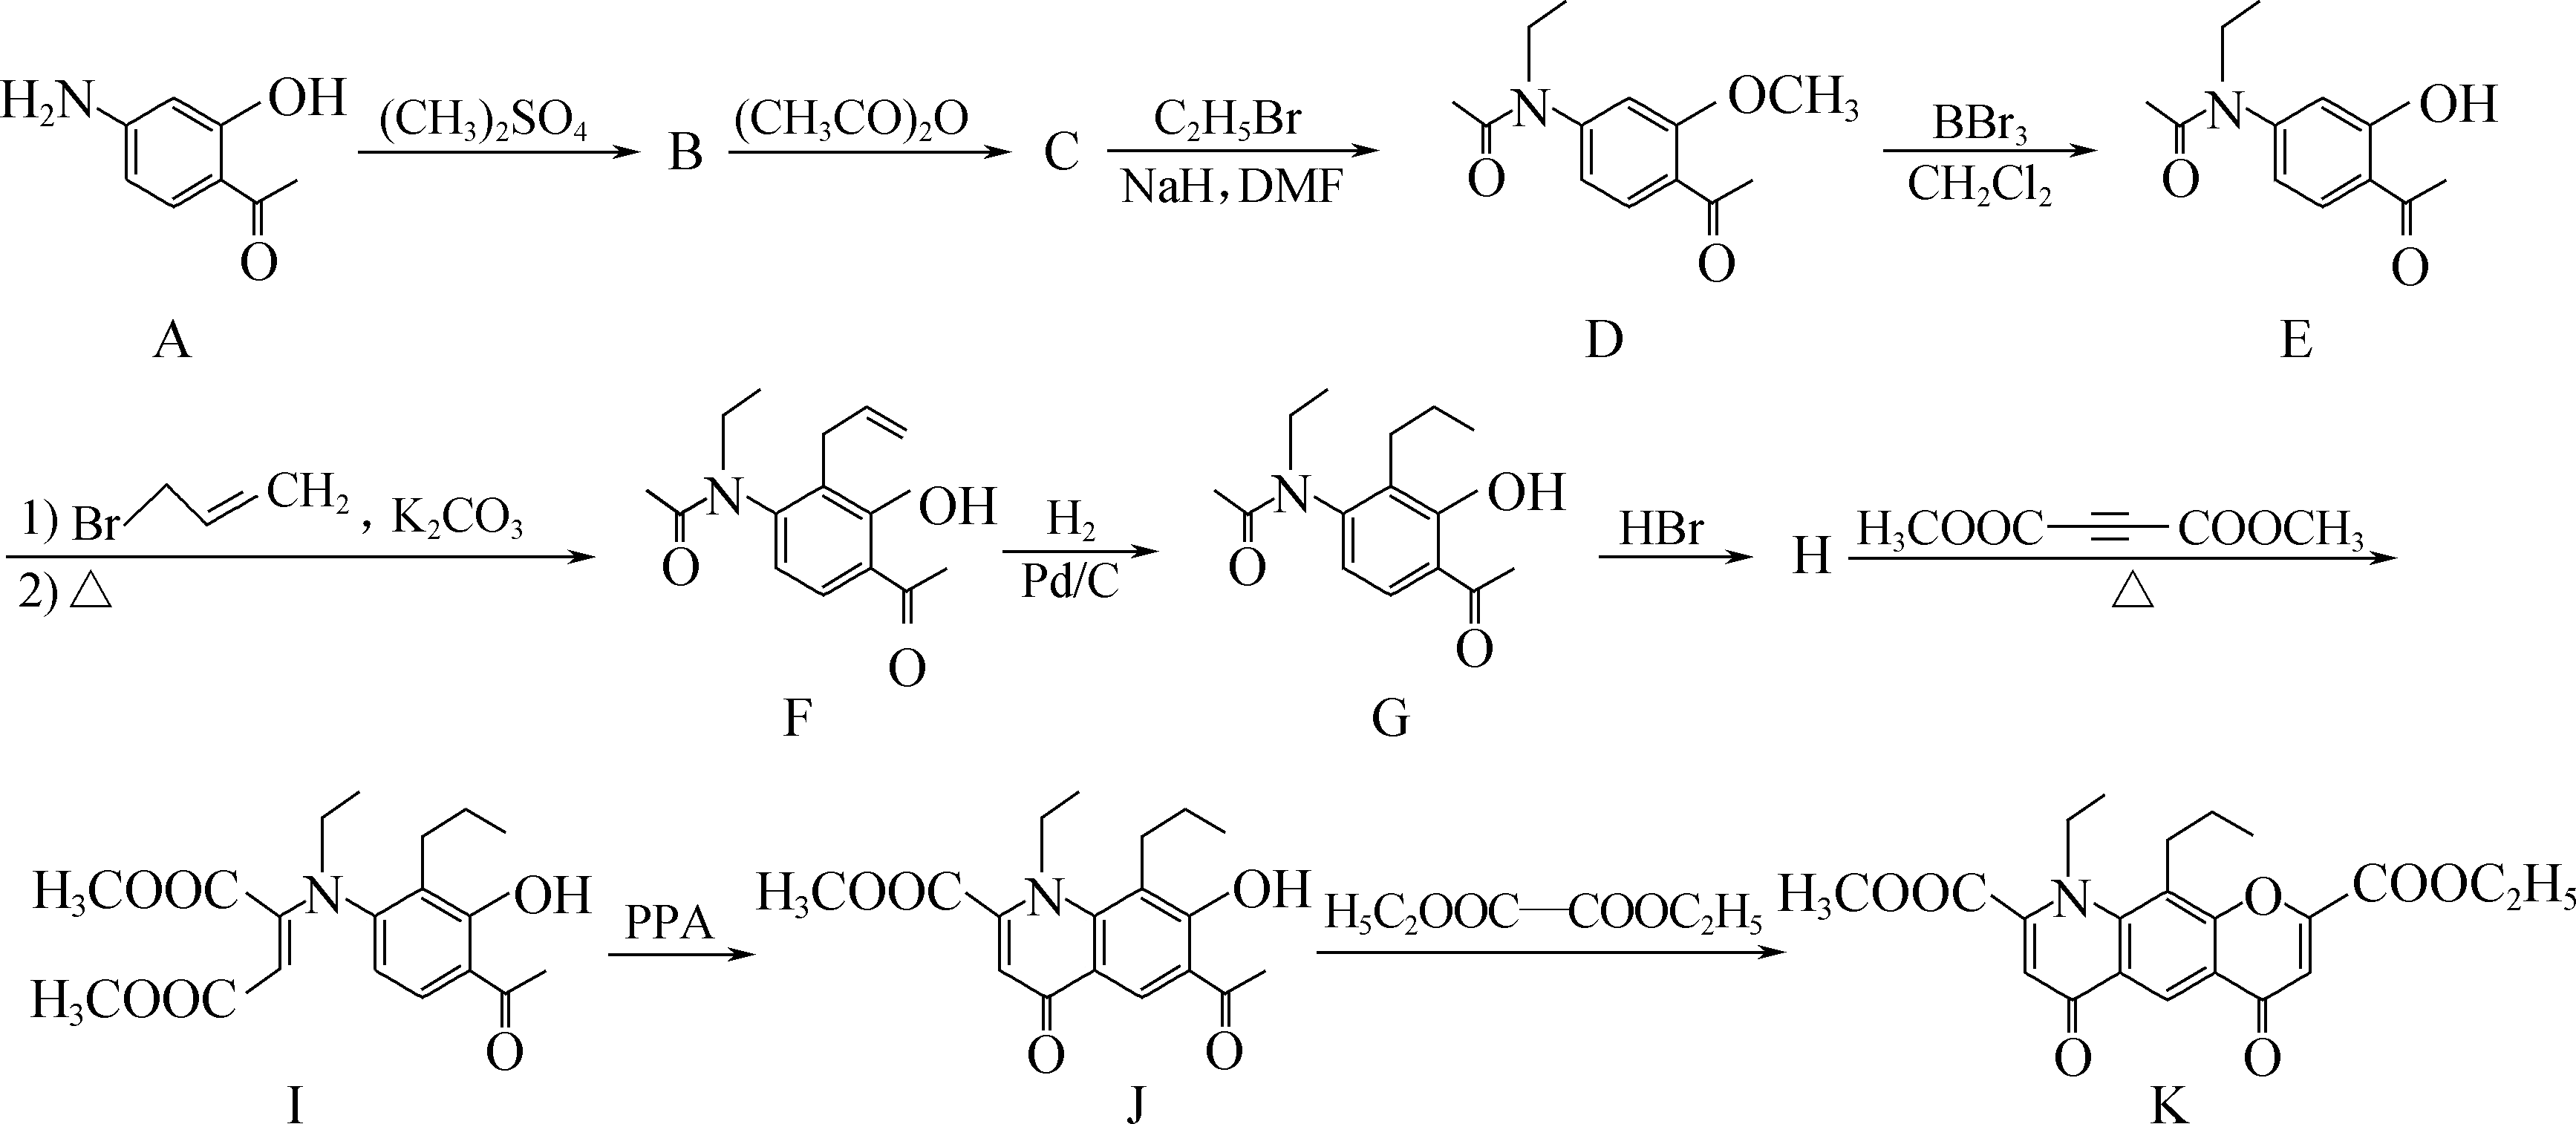 H₂N OH O A
(CH₃)₂SO₄
B
(CH₃CO)₂O
C
C₂H₅Br
NaH，DMF
N O OCH₃ O D
BBr₃
CH₂Cl₂
N O OH O E
1) Br CH₂ , K₂CO₃
2) △
N O OH O F
H₂
Pd/C
N O OH O G
HBr
H
H₃COOC COOCH₃
△
H₃COOC N OH
H₃COOC O
I
PPA
H₃COOC N OH
O O
J
H₅C₂OOC COOC₂H₅
H₃COOC N O COOC₂H₅
O O
K